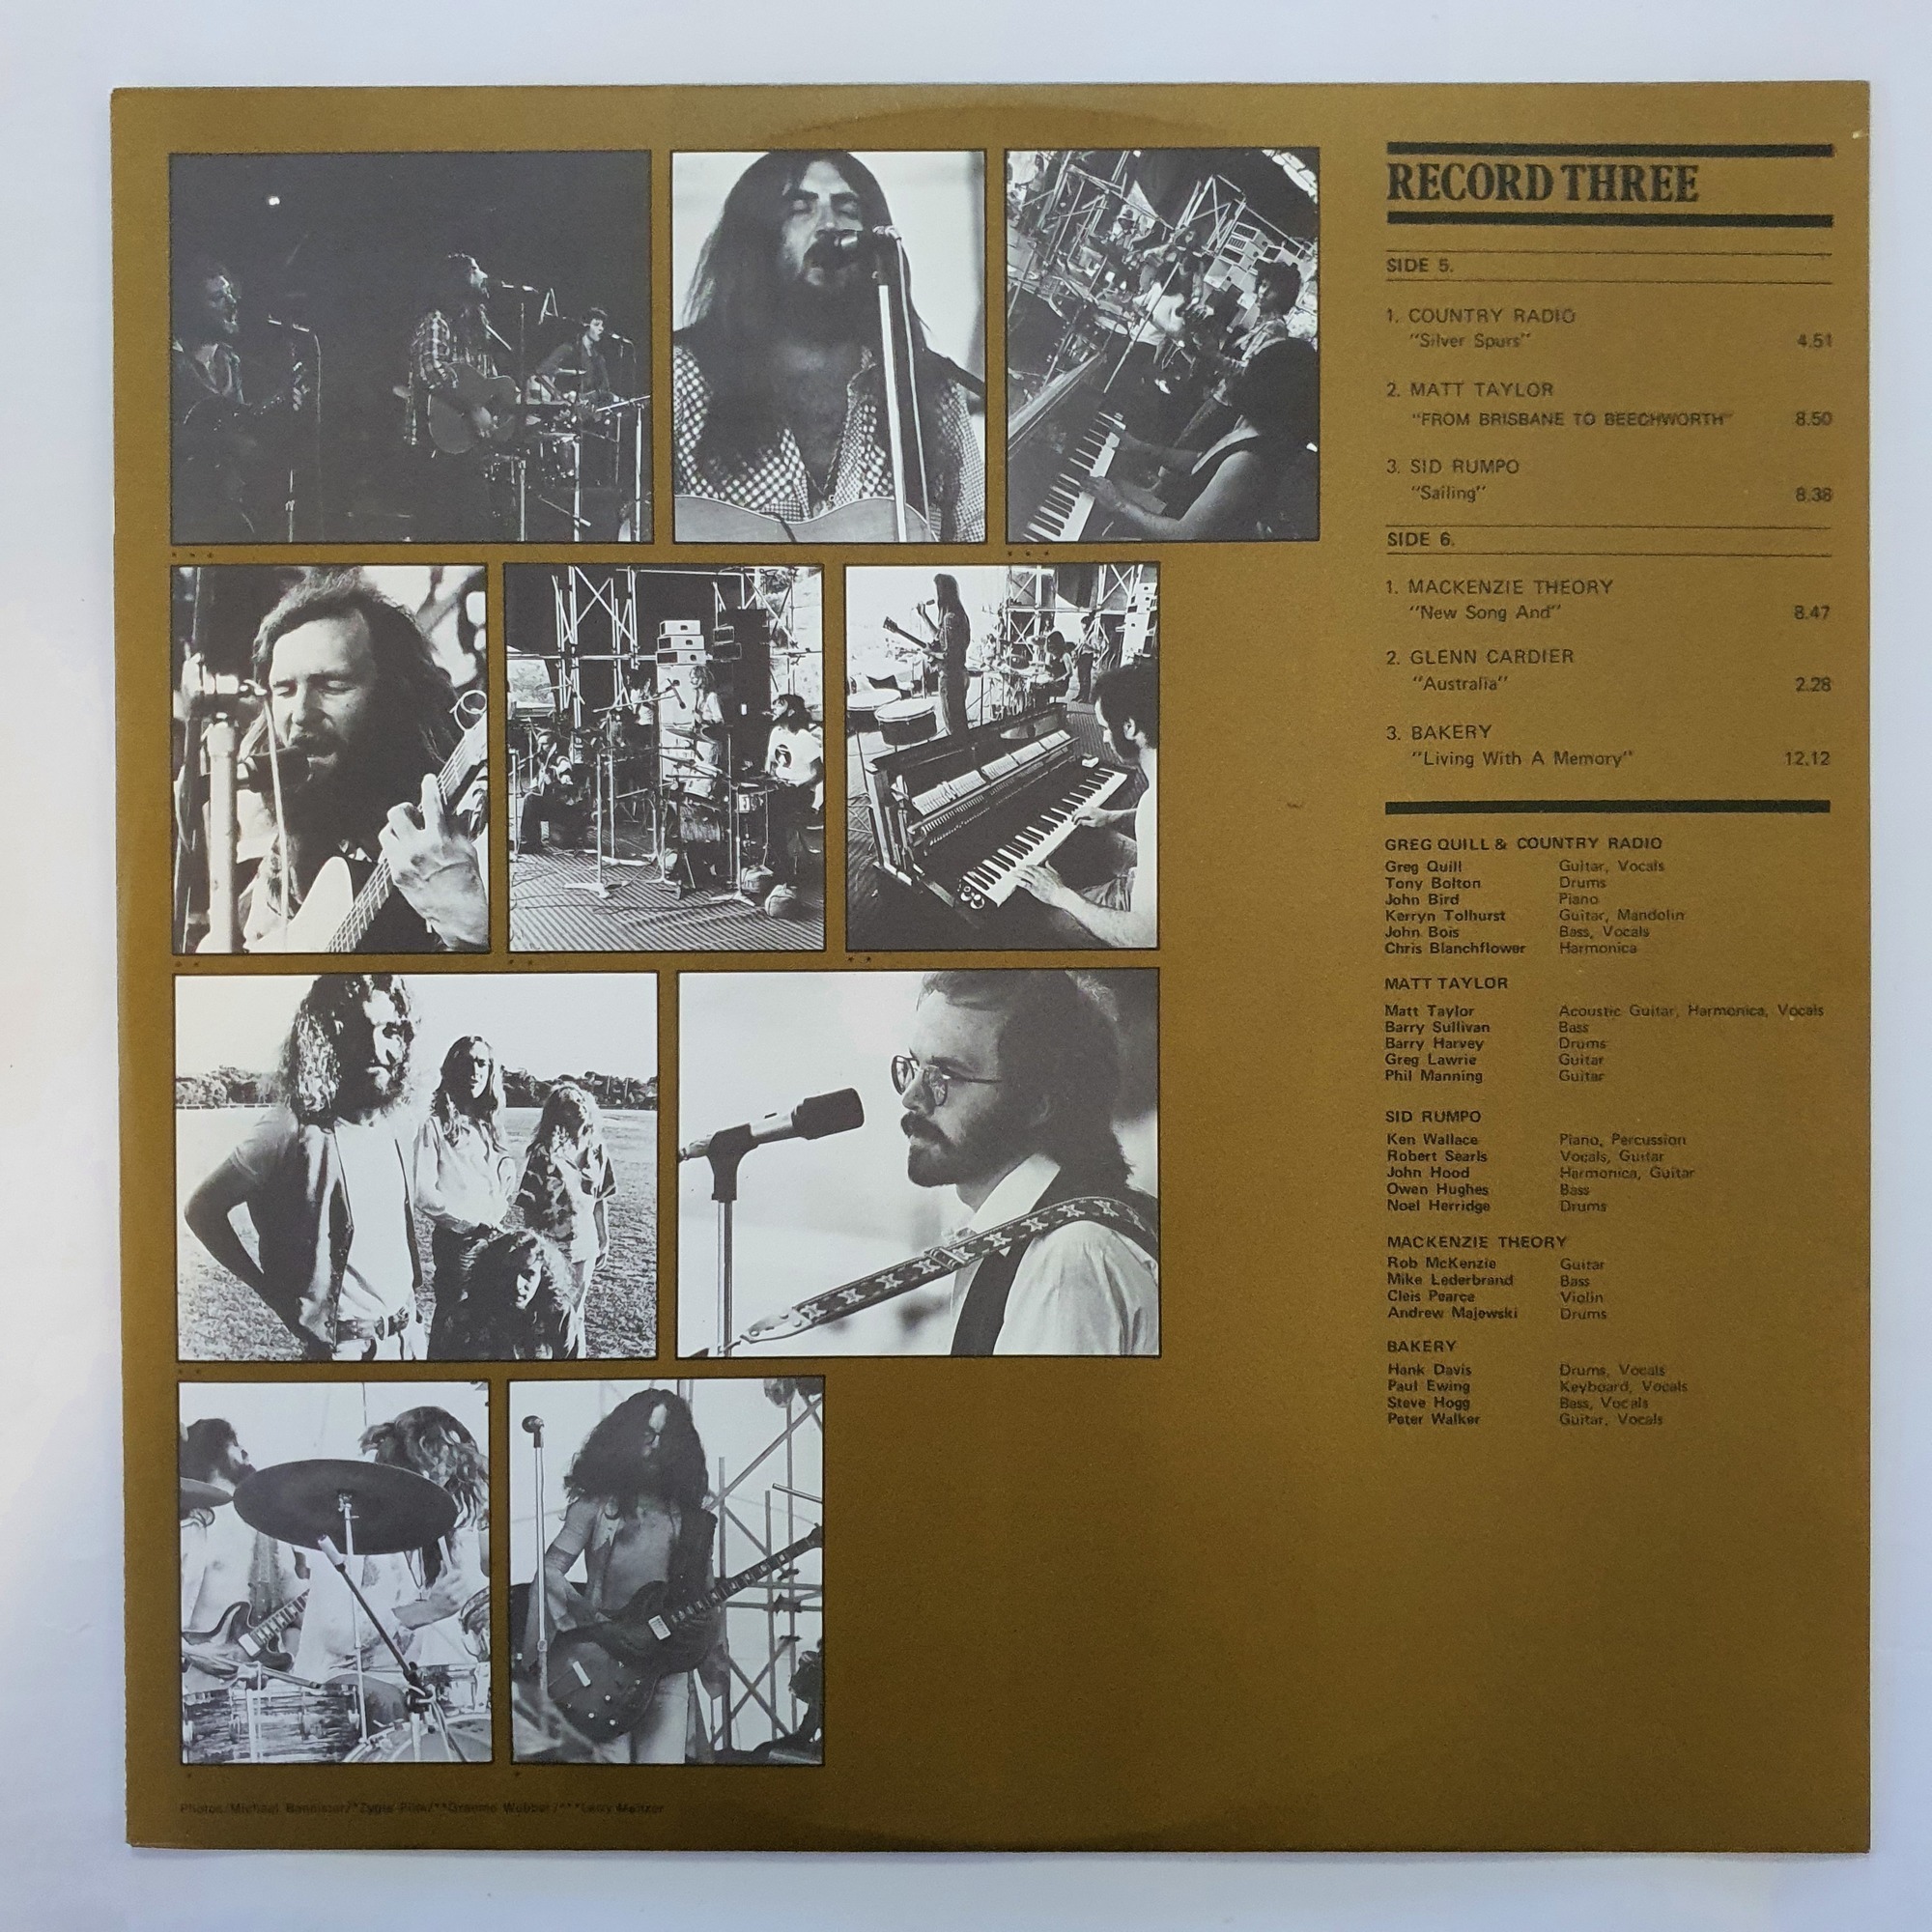 RECORD THREE
SIDE 5.
1. COUNTRY RADIO
"Silver Spurs" 4.51
2. MATT TAYLOR
"FROM BRISBANE TO BEECHWORTH" 8.50
3. SID RUMPO
"Sailing" 8.38
SIDE 6.
1. MACKENZIE THEORY
"New Song And" 8.47
2. GLENN CARDIER
"Australia" 2.28
3. BAKERY
"Living With A Memory" 12.12
GREG QUILL & COUNTRY RADIO
Greg Quill Guitar, Vocals
Tony Bolton Drums
John Bird Piano
Kerryn Tolhurst Guitar, Mandolin
John Bois Bass, Vocals
Chris Blanchflower Harmonica
MATT TAYLOR
Matt Taylor Acoustic Guitar, Harmonica, Vocals
Barry Sullivan Bass
Barry Harvey Drums
Greg Lawrie Guitar
Phil Manning Guitar
SID RUMPO
Ken Wallace Piano, Percussion
Robert Searls Vocals, Guitar
John Hood Harmonica, Guitar
Owen Hughes Bass
Noel Herridge Drums
MACKENZIE THEORY
Rob McKenzie Guitar
Mike Lederbrand Bass
Cleis Pearce Violin
Andrew Majewski Drums
BAKERY
Hank Davis Drums, Vocals
Paul Ewing Keyboard, Vocals
Steve Hogg Bass, Vocals
Peter Walker Guitar, Vocals
Photos/Michael Bannister/ **Graeme Webber/ Meltzer